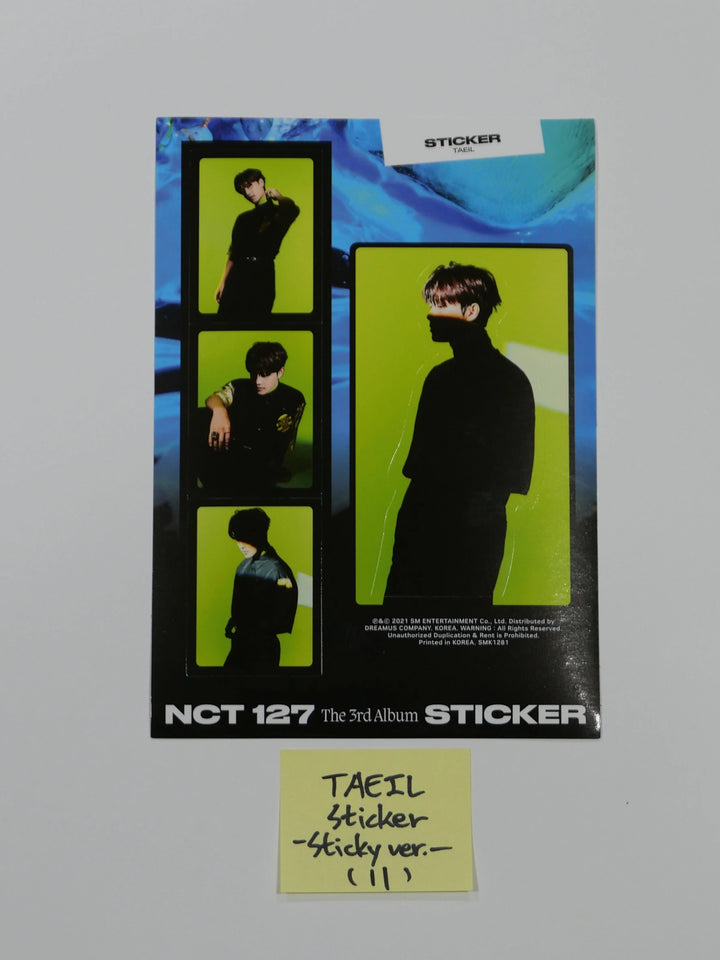 STICKER
TAEIL
℗&© 2021 SM ENTERTAINMENT Co., Ltd. Distributed by
DREAMUS COMPANY. KOREA. WARNING : All Rights Reserved.
Unauthorized Duplication & Rent is Prohibited.
Printed in KOREA. SMK1281
NCT 127 The 3rd Album STICKER
TAEIL
Sticker
-Sticky ver.-
(11)